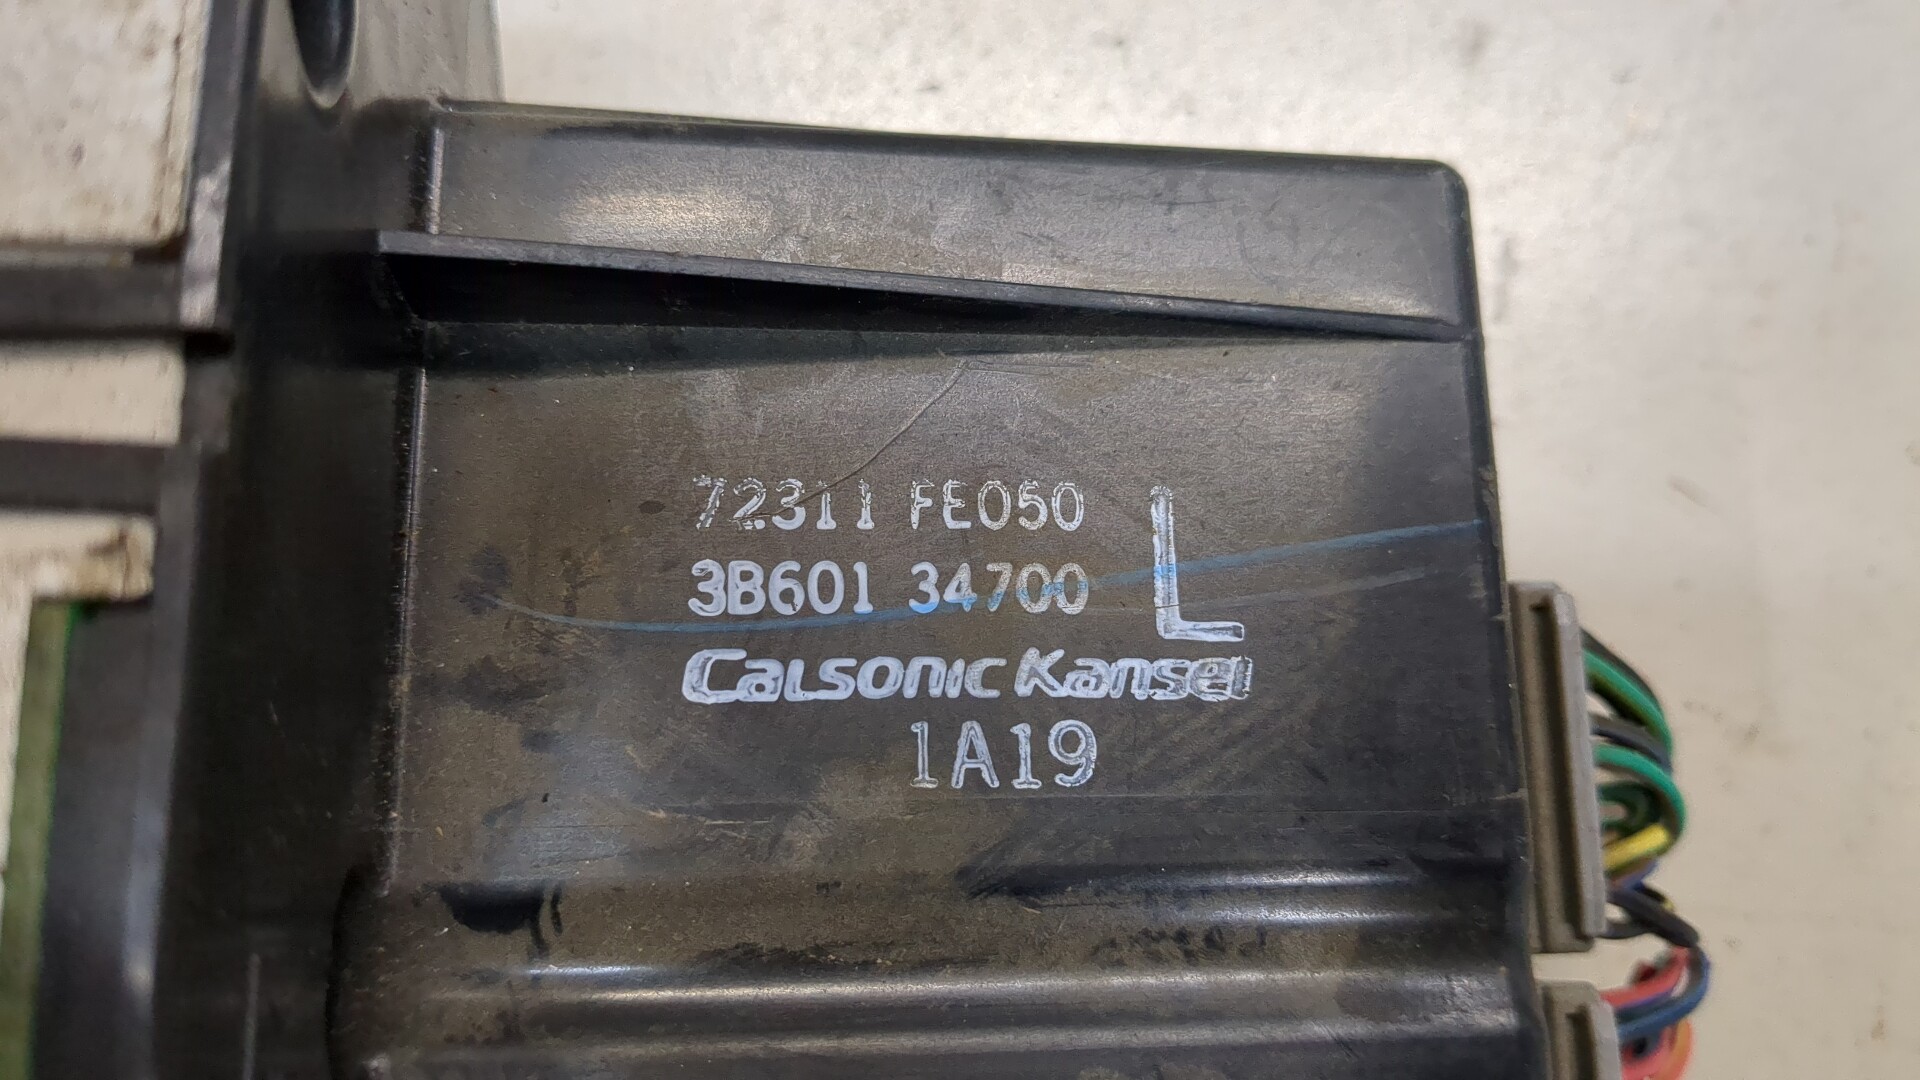 72311 FE050
3B601 34700 L
Calsonic Kansei
1A19